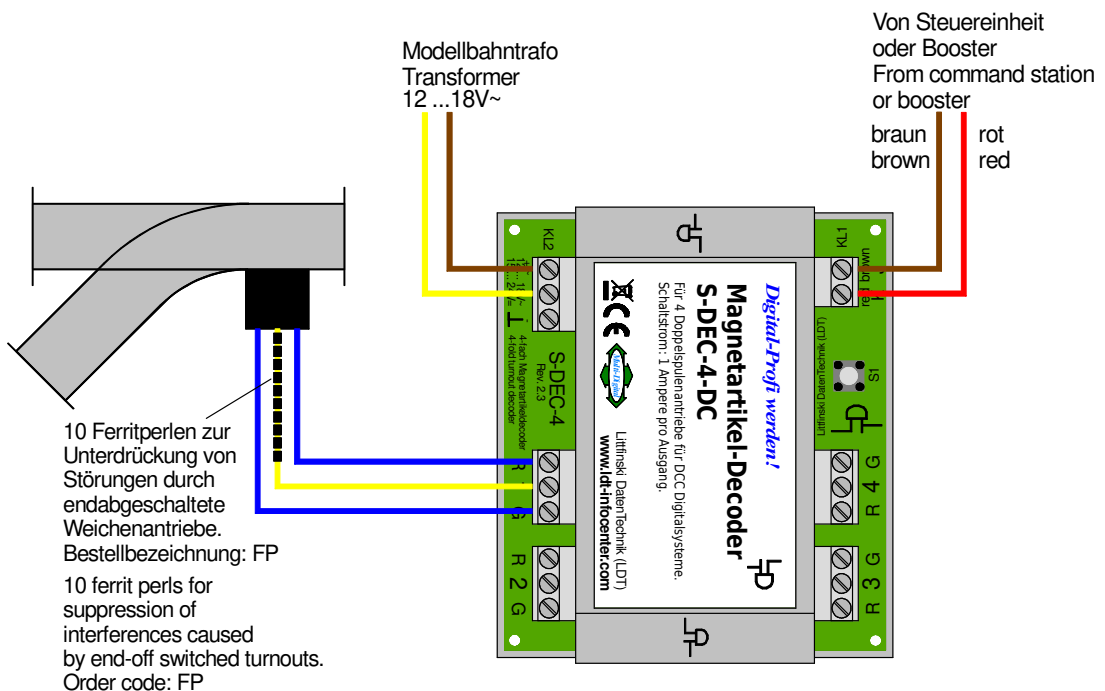 Modellbahntrafo
Transformer
12 ...18V~
Von Steuereinheit
oder Booster
From command station
or booster
braun
brown
rot
red
10 Ferritperlen zur
Unterdrückung von
Störungen durch
endabgeschaltete
Weichenantriebe.
Bestellbezeichnung: FP
10 ferrit perls for
suppression of
interferences caused
by end-off switched turnouts.
Order code: FP
KL2
S-DEC-4
Rev. 2.3
4-fach Magnetartikeldecoder
4-fold turnout decoder
R
G
R 2 G
Digital-Profi werden!
Magnetartikel-Decoder
S-DEC-4-DC
Für 4 Doppelspulenantriebe für DCC Digitalsysteme.
Schaltstrom: 1 Ampere pro Ausgang.
CE
Multi-Digital
Littfinski DatenTechnik (LDT)
www.ldt-infocenter.com
KL1
Littfinski DatenTechnik (LDT)
S1
R 4 G
R 3 G